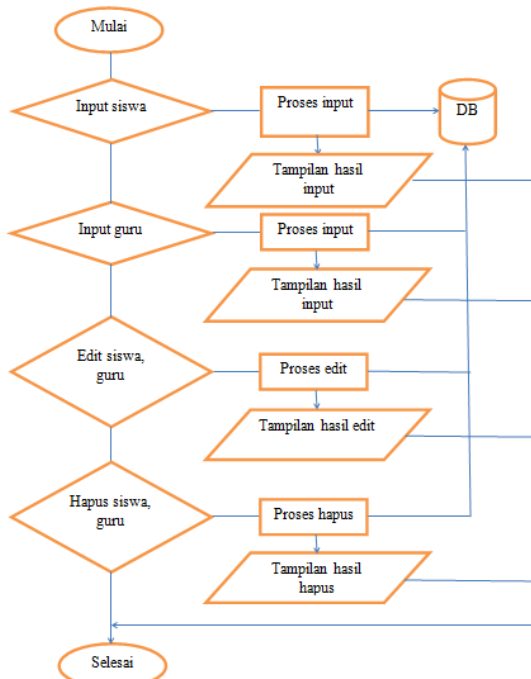 Mulai
Input siswa
Proses input
DB
Tampilan hasil
input
Input guru
Proses input
Tampilan hasil
input
Edit siswa,
guru
Proses edit
Tampilan hasil edit
Hapus siswa,
guru
Proses hapus
Tampilan hasil
hapus
Selesai